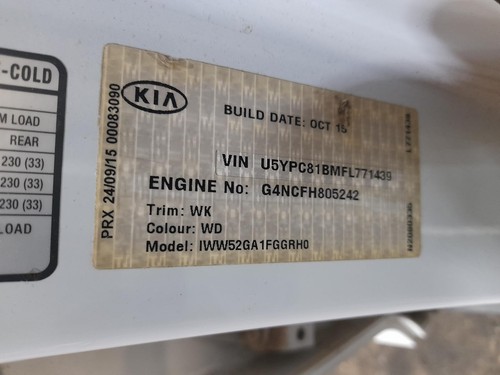 -COLD
M LOAD
REAR
230 (33)
230 (33)
230 (33)
LOAD
PRX 24/09/15 00083090
KIA
BUILD DATE: OCT 15
VIN U5YPC81BMFL771439
ENGINE No: G4NCFH805242
Trim: WK
Colour: WD
Model: IWW52GA1FGGRH0